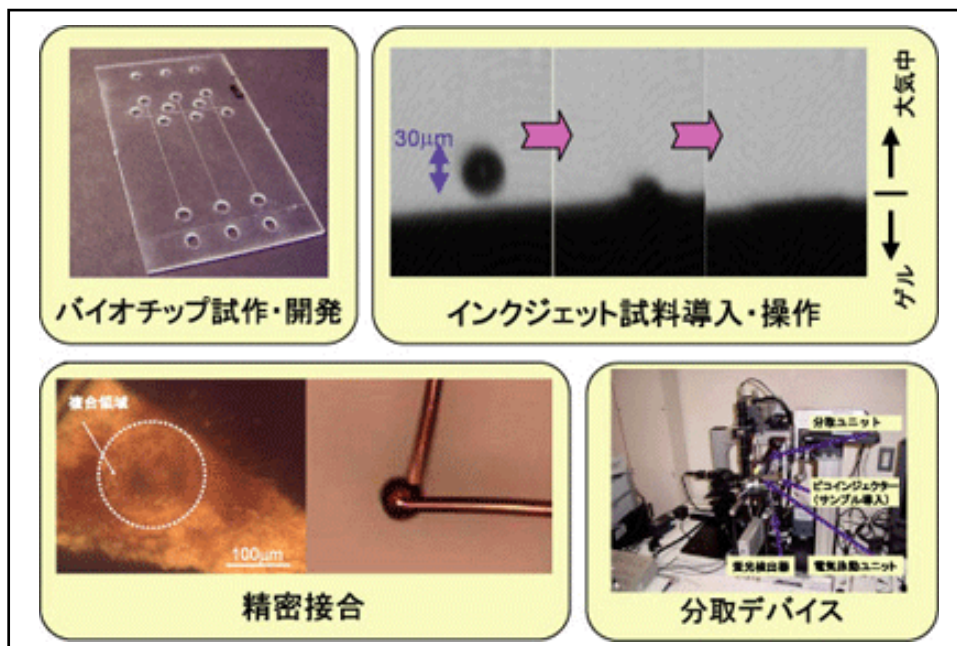 バイオチップ試作・開発
30μm
大気中
ゲル
インクジェット試料導入・操作
複合領域
100μm
精密接合
分取ユニット
ピコインジェクター
(サンプル導入)
蛍光検出器
電気泳動ユニット
分取デバイス